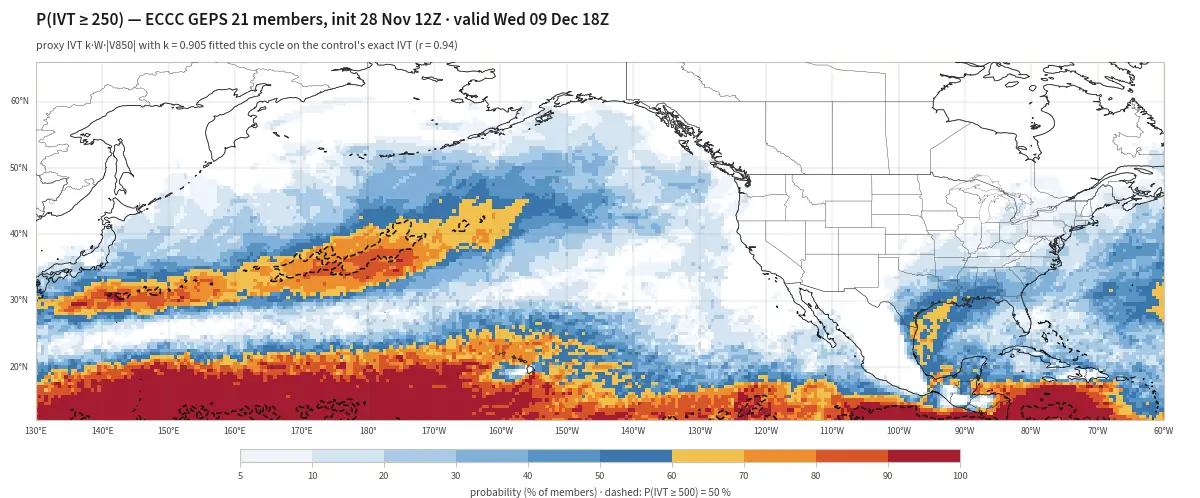 P(IVT ≥ 250) — ECCC GEPS 21 members, init 28 Nov 12Z · valid Wed 09 Dec 18Z
proxy IVT k·W·|V850| with k = 0.905 fitted this cycle on the control's exact IVT (r = 0.94)
60°N
50°N
40°N
30°N
20°N
130°E 140°E 150°E 160°E 170°E 180° 170°W 160°W 150°W 140°W 130°W 120°W 110°W 100°W 90°W 80°W 70°W 60°W
5 10 20 30 40 50 60 70 80 90 100
probability (% of members) · dashed: P(IVT ≥ 500) = 50 %